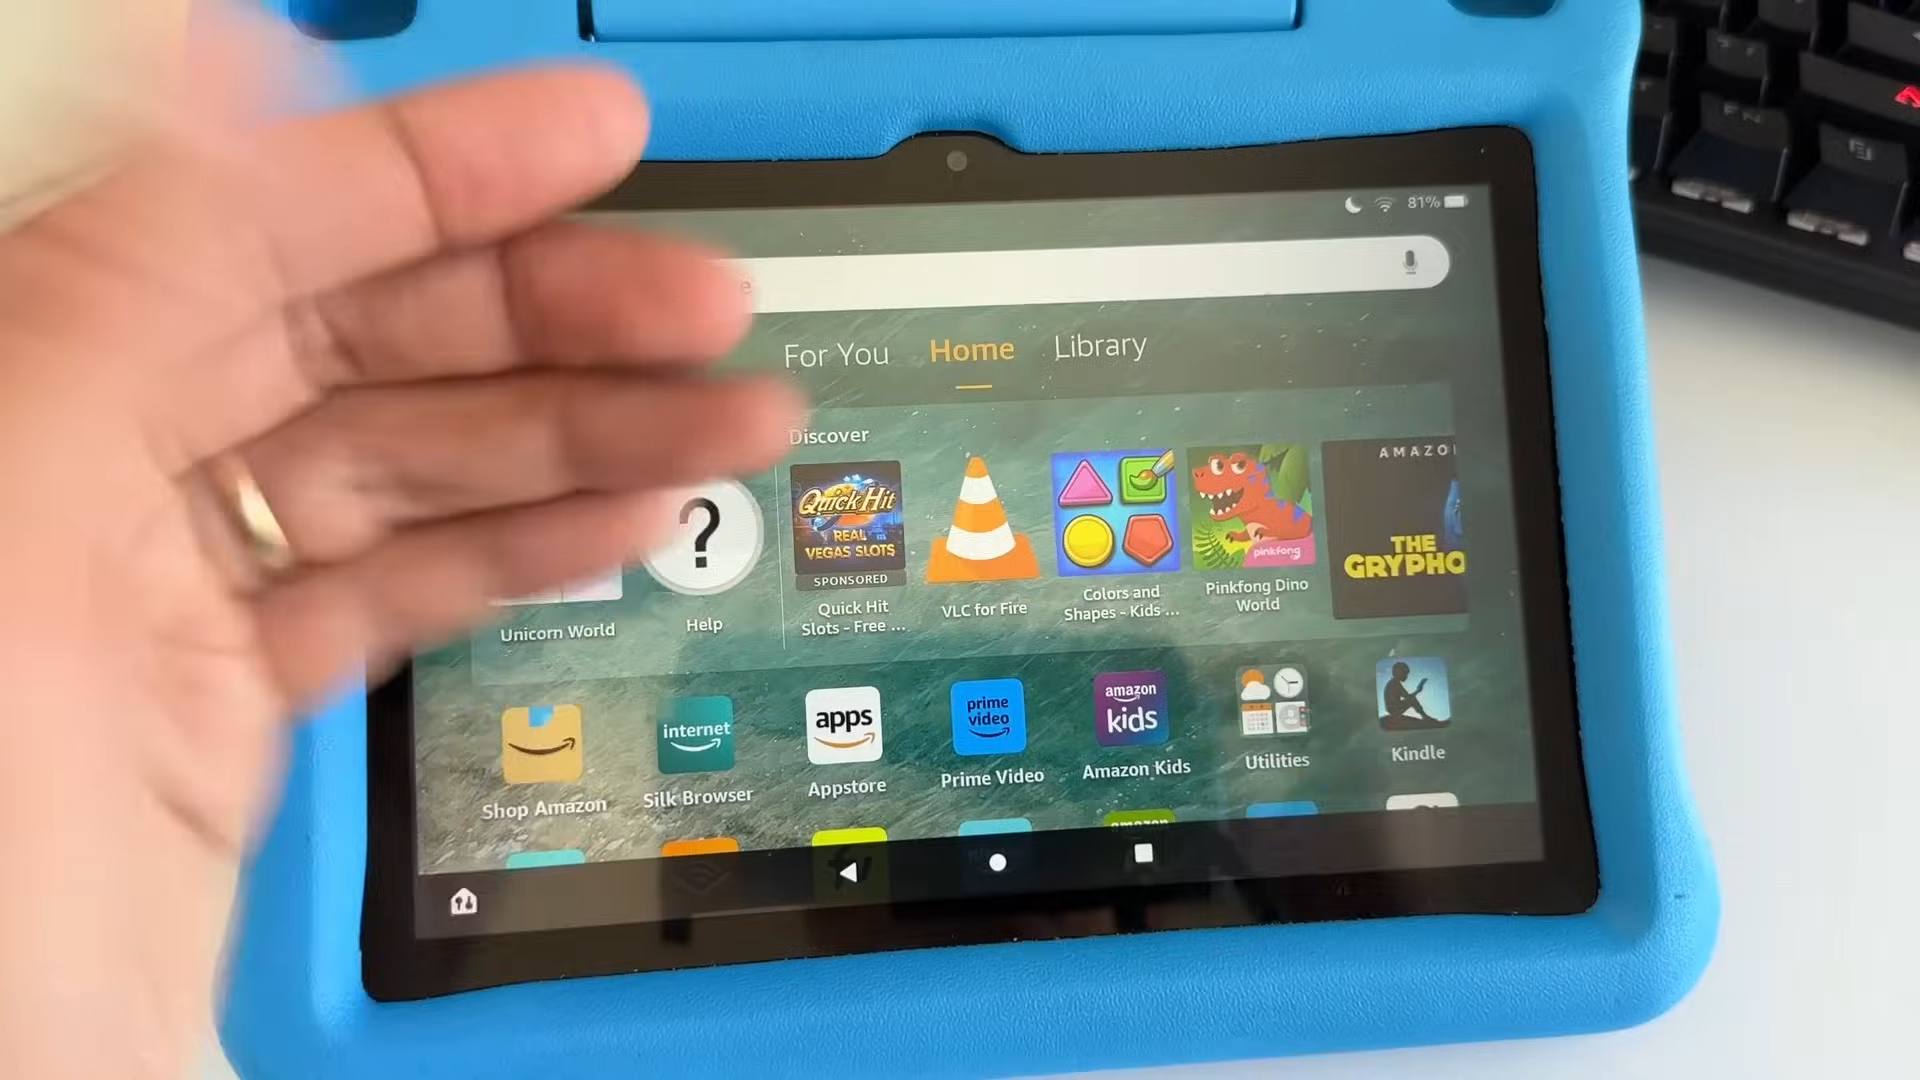 81%
For You Home Library
Discover
Quick Hit
REAL
VEGAS SLOTS
SPONSORED
Quick Hit
Slots - Free ...
VLC for Fire
Colors and
Shapes - Kids ...
pinkfong
Pinkfong Dino
World
AMAZO
THE
GRYPHO
?
Unicorn World
Help
Shop Amazon
internet
Silk Browser
apps
Appstore
prime
video
Prime Video
amazon
kids
Amazon Kids
Utilities
Kindle
amazon
FN